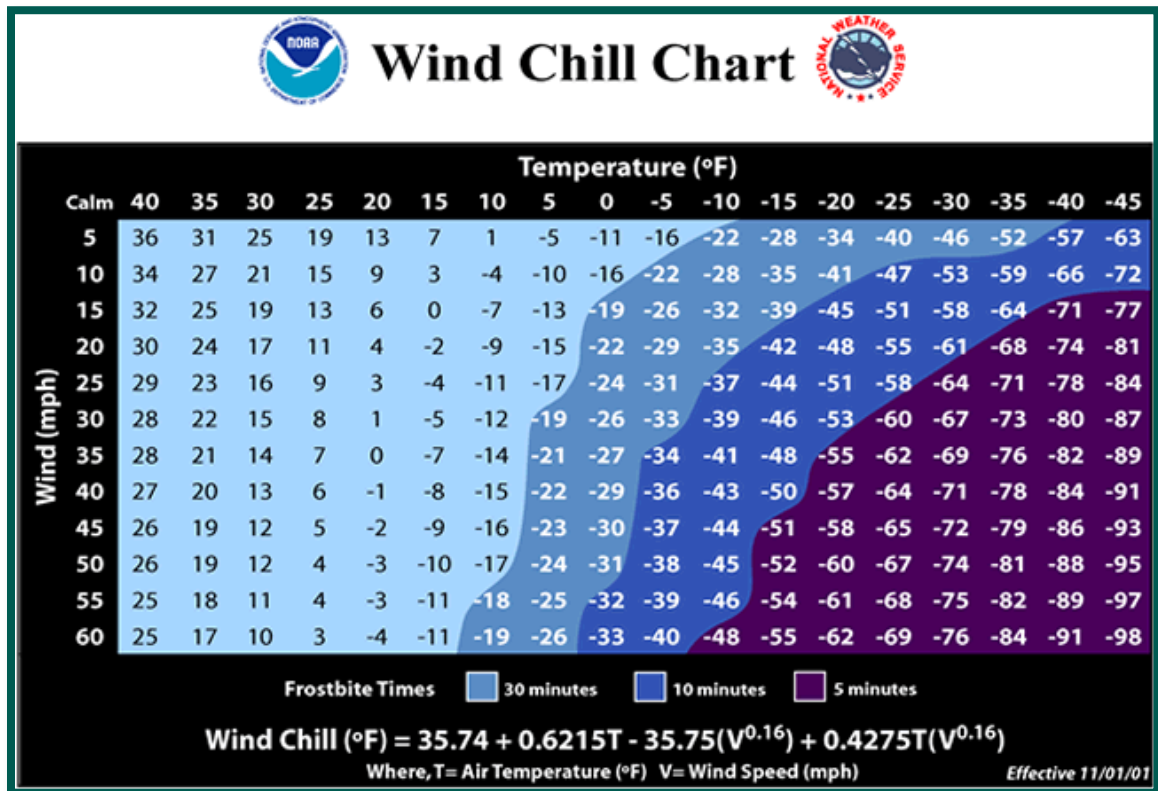 NOAA
NATIONAL OCEANIC AND ATMOSPHERIC ADMINISTRATION
U.S. DEPARTMENT OF COMMERCE
Wind Chill Chart
NATIONAL WEATHER SERVICE
Temperature (ºF)
Calm 40 35 30 25 20 15 10 5 0 -5 -10 -15 -20 -25 -30 -35 -40 -45
Wind (mph)
5 36 31 25 19 13 7 1 -5 -11 -16 -22 -28 -34 -40 -46 -52 -57 -63
10 34 27 21 15 9 3 -4 -10 -16 -22 -28 -35 -41 -47 -53 -59 -66 -72
15 32 25 19 13 6 0 -7 -13 -19 -26 -32 -39 -45 -51 -58 -64 -71 -77
20 30 24 17 11 4 -2 -9 -15 -22 -29 -35 -42 -48 -55 -61 -68 -74 -81
25 29 23 16 9 3 -4 -11 -17 -24 -31 -37 -44 -51 -58 -64 -71 -78 -84
30 28 22 15 8 1 -5 -12 -19 -26 -33 -39 -46 -53 -60 -67 -73 -80 -87
35 28 21 14 7 0 -7 -14 -21 -27 -34 -41 -48 -55 -62 -69 -76 -82 -89
40 27 20 13 6 -1 -8 -15 -22 -29 -36 -43 -50 -57 -64 -71 -78 -84 -91
45 26 19 12 5 -2 -9 -16 -23 -30 -37 -44 -51 -58 -65 -72 -79 -86 -93
50 26 19 12 4 -3 -10 -17 -24 -31 -38 -45 -52 -60 -67 -74 -81 -88 -95
55 25 18 11 4 -3 -11 -18 -25 -32 -39 -46 -54 -61 -68 -75 -82 -89 -97
60 25 17 10 3 -4 -11 -19 -26 -33 -40 -48 -55 -62 -69 -76 -84 -91 -98
Frostbite Times 30 minutes 10 minutes 5 minutes
Wind Chill (ºF) = 35.74 + 0.6215T - 35.75(V^0.16) + 0.4275T(V^0.16)
Where, T= Air Temperature (ºF) V= Wind Speed (mph)
Effective 11/01/01